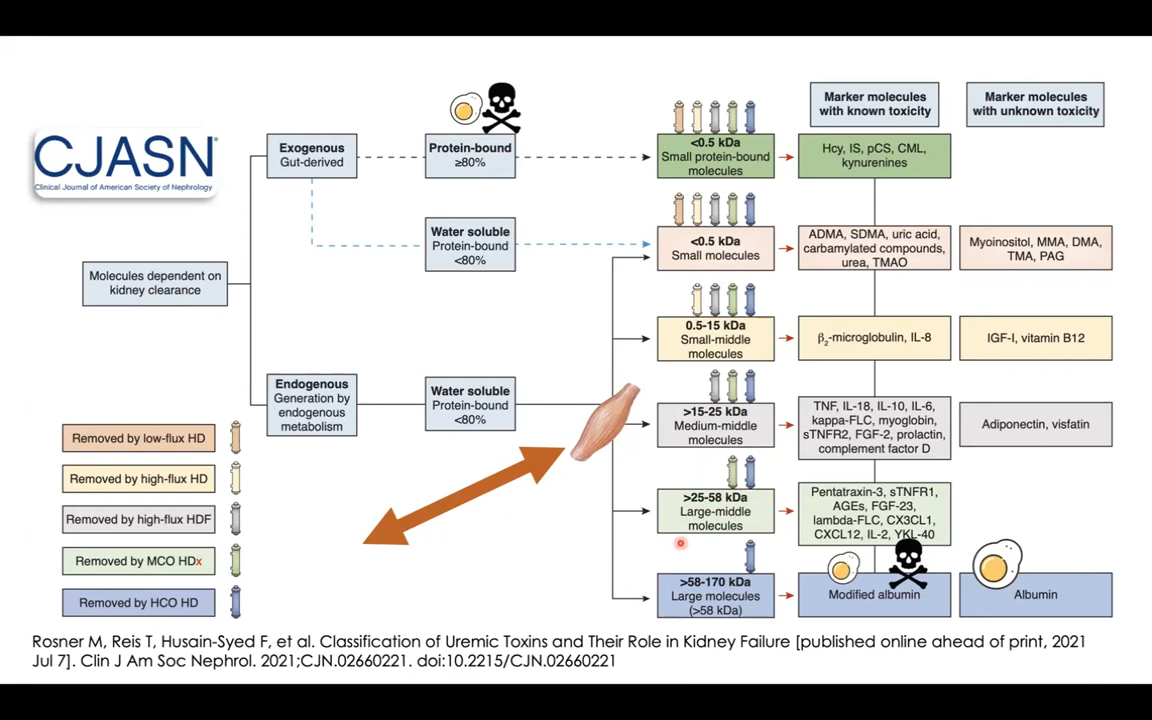 Marker molecules
with known toxicity
Marker molecules
with unknown toxicity
CJASN®
Clinical Journal of American Society of Nephrology
Exogenous
Gut-derived
Protein-bound
≥80%
<0.5 kDa
Small protein-bound
molecules
Hcy, IS, pCS, CML,
kynurenines
Water soluble
Protein-bound
<80%
<0.5 kDa
Small molecules
ADMA, SDMA, uric acid,
carbamylated compounds,
urea, TMAO
Myoinositol, MMA, DMA,
TMA, PAG
Molecules dependent on
kidney clearance
0.5-15 kDa
Small-middle
molecules
β2-microglobulin, IL-8
IGF-I, vitamin B12
Endogenous
Generation by
endogenous
metabolism
Water soluble
Protein-bound
<80%
>15-25 kDa
Medium-middle
molecules
TNF, IL-18, IL-10, IL-6,
kappa-FLC, myoglobin,
sTNFR2, FGF-2, prolactin,
complement factor D
Adiponectin, visfatin
>25-58 kDa
Large-middle
molecules
Pentatraxin-3, sTNFR1,
AGEs, FGF-23,
lambda-FLC, CX3CL1,
CXCL12, IL-2, YKL-40
>58-170 kDa
Large molecules
(>58 kDa)
Modified albumin
Albumin
Removed by low-flux HD
Removed by high-flux HD
Removed by high-flux HDF
Removed by MCO HDx
Removed by HCO HD
Rosner M, Reis T, Husain-Syed F, et al. Classification of Uremic Toxins and Their Role in Kidney Failure [published online ahead of print, 2021
Jul 7]. Clin J Am Soc Nephrol. 2021;CJN.02660221. doi:10.2215/CJN.02660221